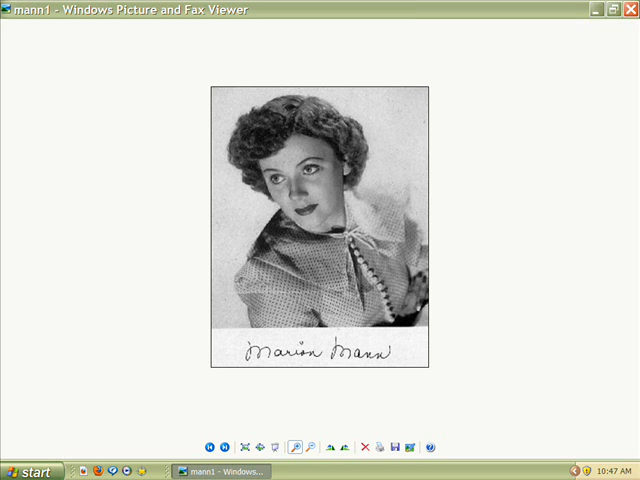 mann1 - Windows Picture and Fax Viewer
Marion Mann
start
mann1 - Windows...
10:47 AM